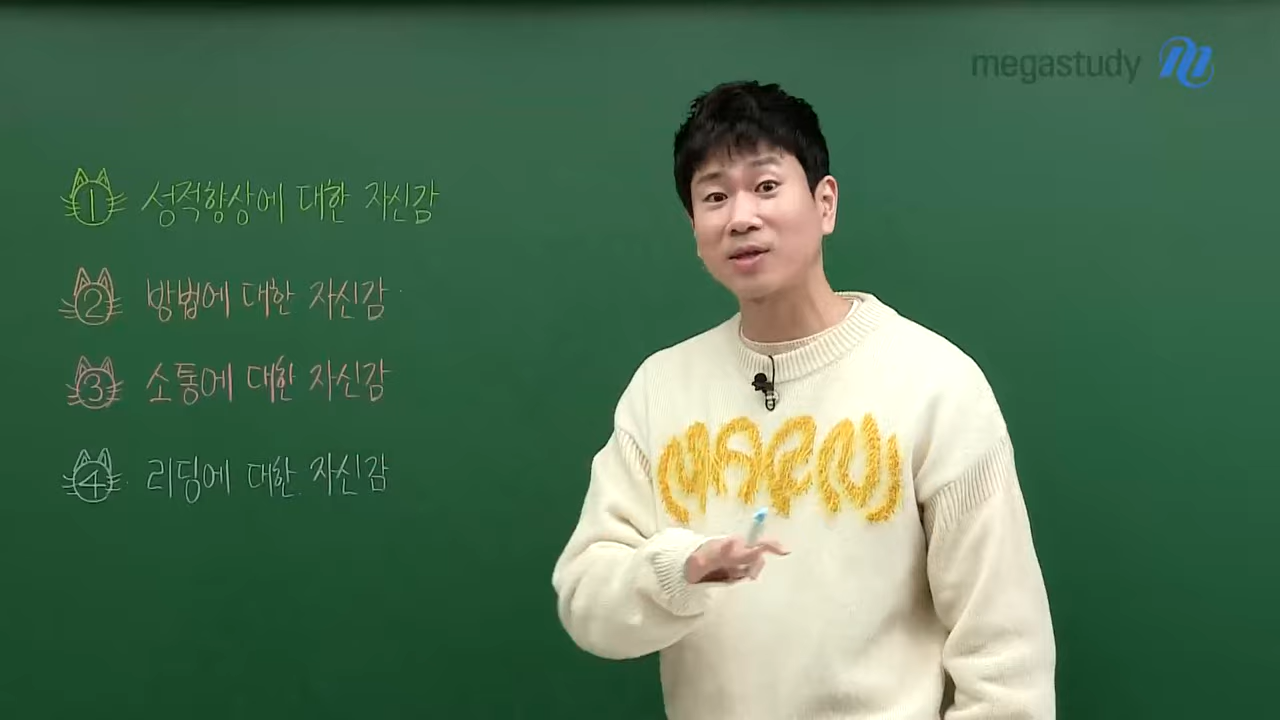 megastudy
① 성적향상에 대한 자신감
② 방법에 대한 자신감
③ 소통에 대한 자신감
④ 리딩에 대한 자신감